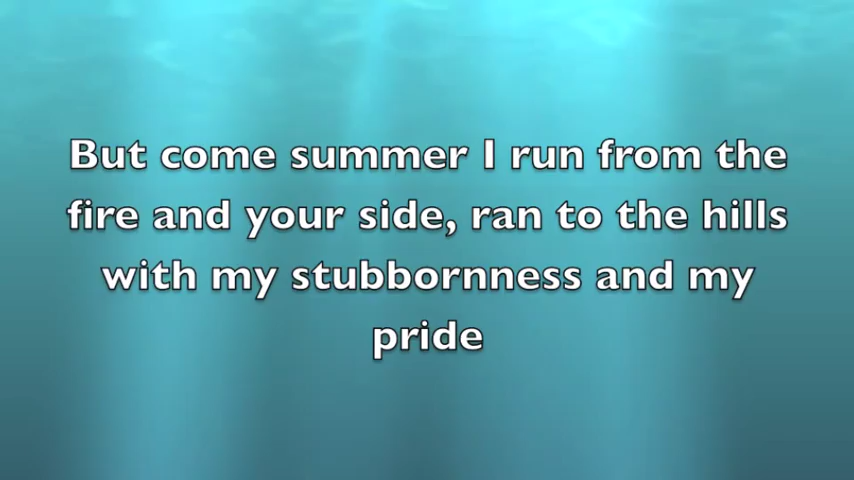 But come summer I run from the
fire and your side, ran to the hills
with my stubbornness and my
pride